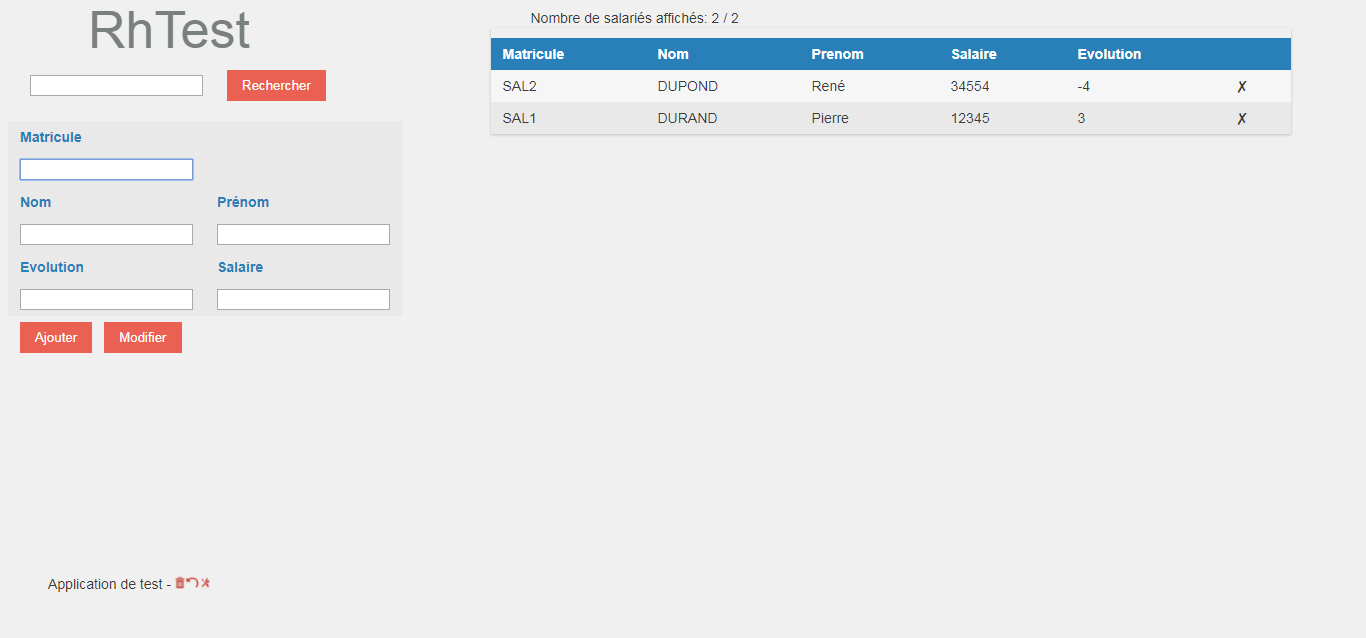 RhTest
Rechercher
Matricule
Nom Prénom
Evolution Salaire
Ajouter Modifier
Application de test -
Nombre de salariés affichés: 2 / 2
Matricule Nom Prenom Salaire Evolution
SAL2 DUPOND René 34554 -4 ✗
SAL1 DURAND Pierre 12345 3 ✗